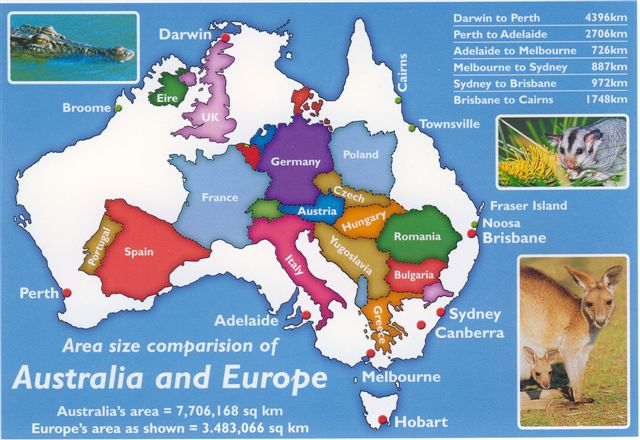 Darwin to Perth 4396km
Perth to Adelaide 2706km
Adelaide to Melbourne 726km
Melbourne to Sydney 887km
Sydney to Brisbane 972km
Brisbane to Cairns 1748km
Darwin
Cairns
Broome
Eire
UK
Townsville
Germany
Poland
France
Czech
Austria
Hungary
Fraser Island
Noosa
Brisbane
Portugal
Spain
Italy
Yugoslavia
Romania
Bulgaria
Greece
Perth
Adelaide
Sydney
Canberra
Melbourne
Hobart
Area size comparision of
Australia and Europe
Australia's area = 7,706,168 sq km
Europe's area as shown = 3.483,066 sq km